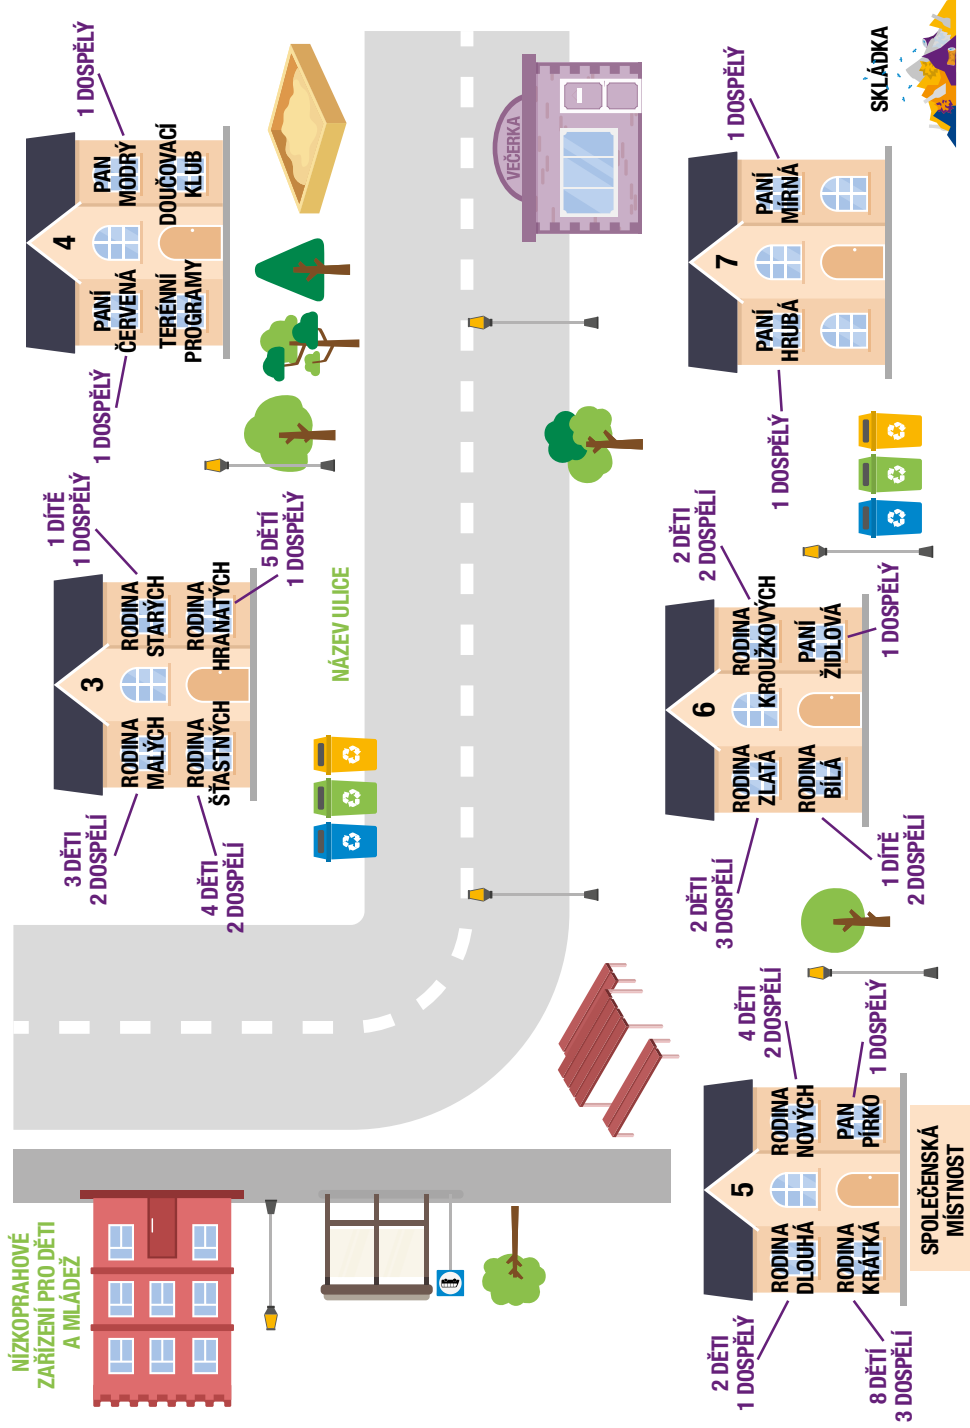 NÍZKOPRAHOVÉ
ZAŘÍZENÍ PRO DĚTI
A MLÁDEŽ
3 DĚTI
2 DOSPĚLÍ
4 DĚTI
2 DOSPĚLÍ
3
RODINA
MALÝCH
RODINA
ŠŤASTNÝCH
RODINA
STARÝCH
RODINA
HRANATÝCH
1 DÍTĚ
1 DOSPĚLÝ
5 DĚTÍ
1 DOSPĚLÝ
NÁZEV ULICE
1 DOSPĚLÝ
4
PANÍ
ČERVENÁ
TERÉNNÍ
PROGRAMY
PAN
MODRÝ
DOUČOVACÍ
KLUB
1 DOSPĚLÝ
VEČERKA
2 DĚTI
1 DOSPĚLÝ
8 DĚTÍ
3 DOSPĚLÍ
5
RODINA
DLOUHÁ
RODINA
KRÁTKÁ
RODINA
NOVÝCH
PAN
PÍRKO
4 DĚTI
2 DOSPĚLÍ
1 DOSPĚLÝ
SPOLEČENSKÁ
MÍSTNOST
2 DĚTI
3 DOSPĚLÍ
1 DÍTĚ
2 DOSPĚLÍ
6
RODINA
ZLATÁ
RODINA
BÍLÁ
RODINA
KROUŽKOVÝCH
PANÍ
ŽIDLOVÁ
2 DĚTI
2 DOSPĚLÍ
1 DOSPĚLÝ
1 DOSPĚLÝ
7
PANÍ
HRUBÁ
PANÍ
MÍRNÁ
1 DOSPĚLÝ
SKLÁDKA